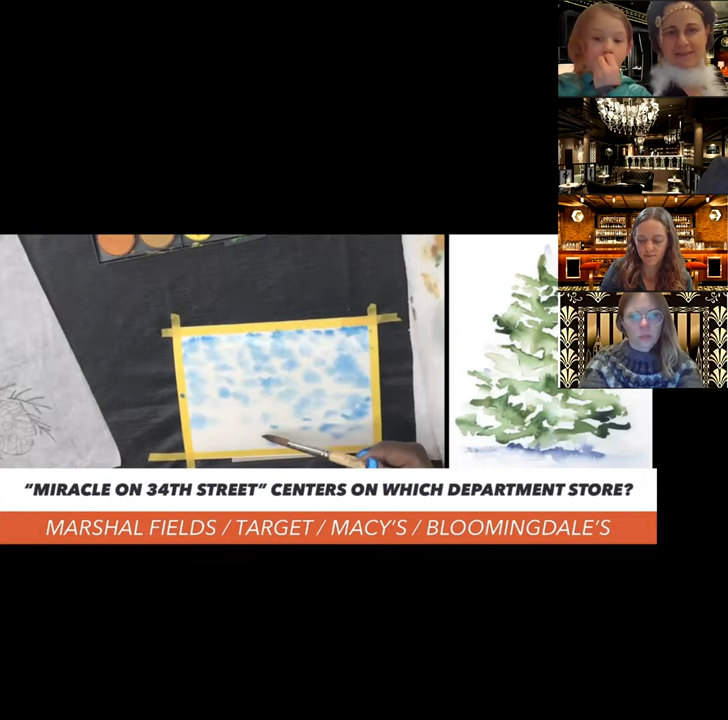 “MIRACLE ON 34TH STREET” CENTERS ON WHICH DEPARTMENT STORE?
MARSHAL FIELDS / TARGET / MACY’S / BLOOMINGDALE’S